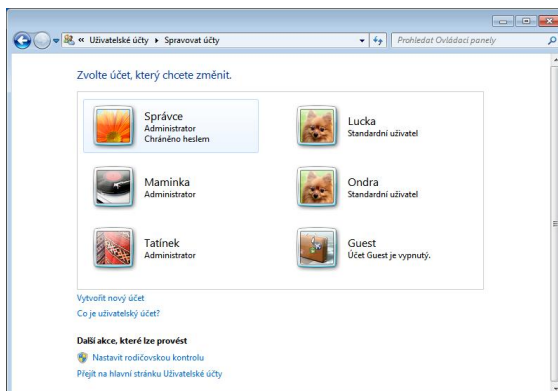 « Uživatelské účty ▸ Spravovat účty
Prohledat Ovládací panely
Zvolte účet, který chcete změnit.
Správce
Administrator
Chráněno heslem
Lucka
Standardní uživatel
Maminka
Administrator
Ondra
Standardní uživatel
Tatínek
Administrator
Guest
Účet Guest je vypnutý.
Vytvořit nový účet
Co je uživatelský účet?
Další akce, které lze provést
Nastavit rodičovskou kontrolu
Přejít na hlavní stránku Uživatelské účty